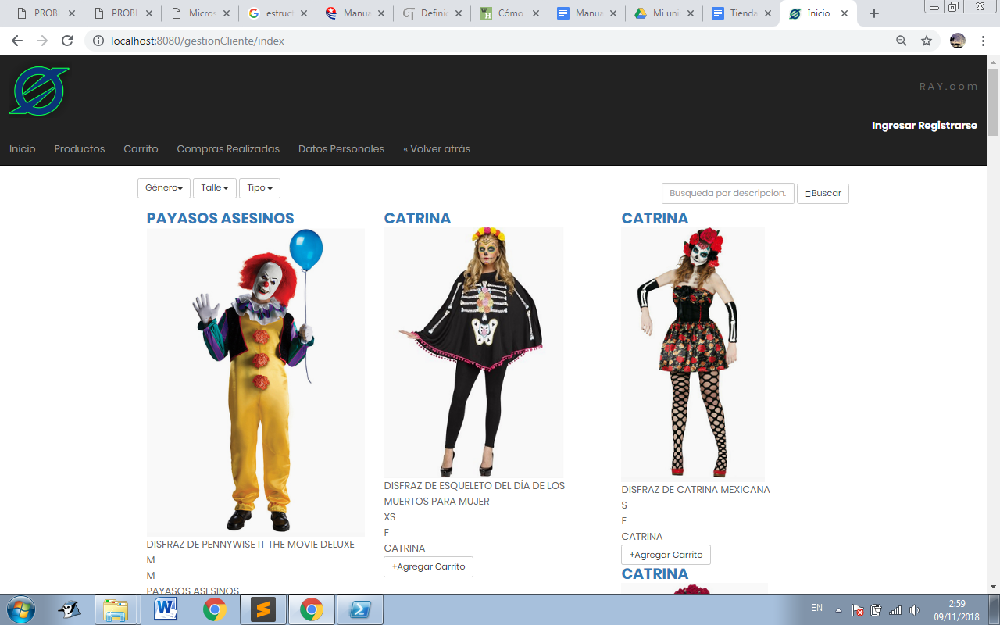 PROBL
PROBL
Micros
estruct
Manua
Definic
Cómo
Manua
Mi uni
Tienda
Inicio
localhost:8080/gestionCliente/index
RAY.com
Ingresar Registrarse
Inicio Productos Carrito Compras Realizadas Datos Personales « Volver atrás
Género Talle Tipo
Busqueda por descripcion. Buscar
PAYASOS ASESINOS
DISFRAZ DE PENNYWISE IT THE MOVIE DELUXE
M
M
PAYASOS ASESINOS
CATRINA
DISFRAZ DE ESQUELETO DEL DÍA DE LOS
MUERTOS PARA MUJER
XS
F
CATRINA
+Agregar Carrito
CATRINA
DISFRAZ DE CATRINA MEXICANA
S
F
CATRINA
+Agregar Carrito
CATRINA
EN
2:59
09/11/2018